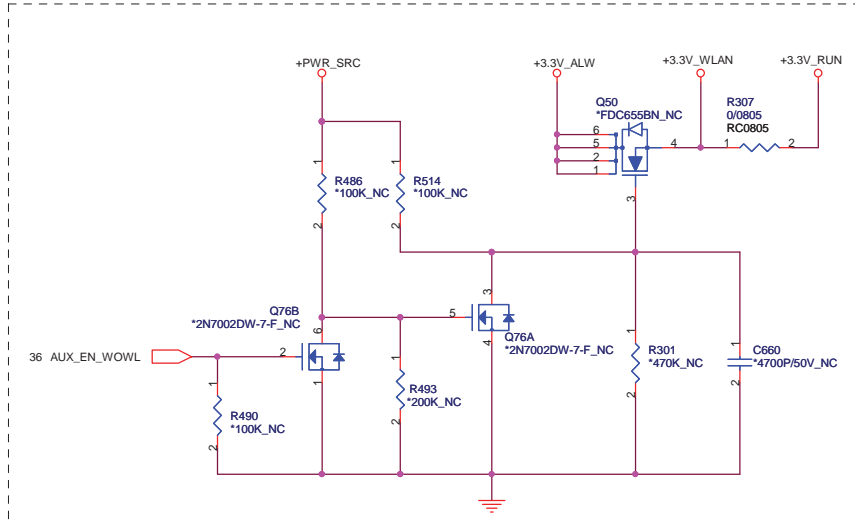 +PWR_SRC
+3.3V_ALW
+3.3V_WLAN
+3.3V_RUN
Q50
*FDC655BN_NC
R307
0/0805
RC0805
6
5
2
1
4
1
2
3
1
R486
*100K_NC
2
1
R514
*100K_NC
2
Q76B
*2N7002DW-7-F_NC
6
2
1
5
3
Q76A
4
*2N7002DW-7-F_NC
36 AUX_EN_WOWL
1
R490
*100K_NC
2
1
R493
*200K_NC
2
1
R301
*470K_NC
2
1
C660
*4700P/50V_NC
2